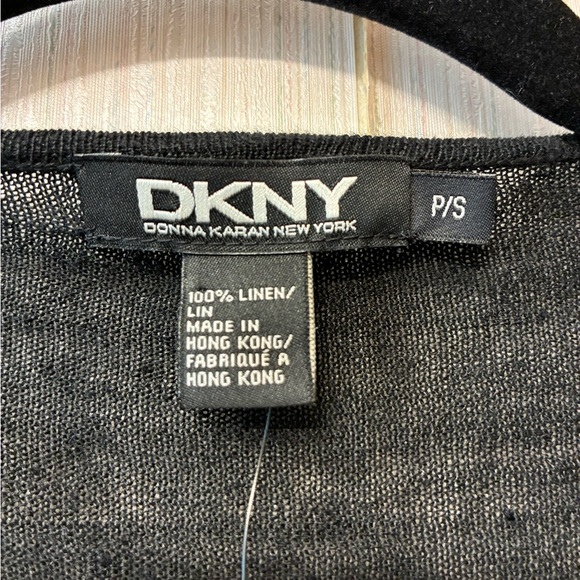 DKNY
DONNA KARAN NEW YORK
P/S
100% LINEN/
LIN
MADE IN
HONG KONG/
FABRIQUÉ A
HONG KONG